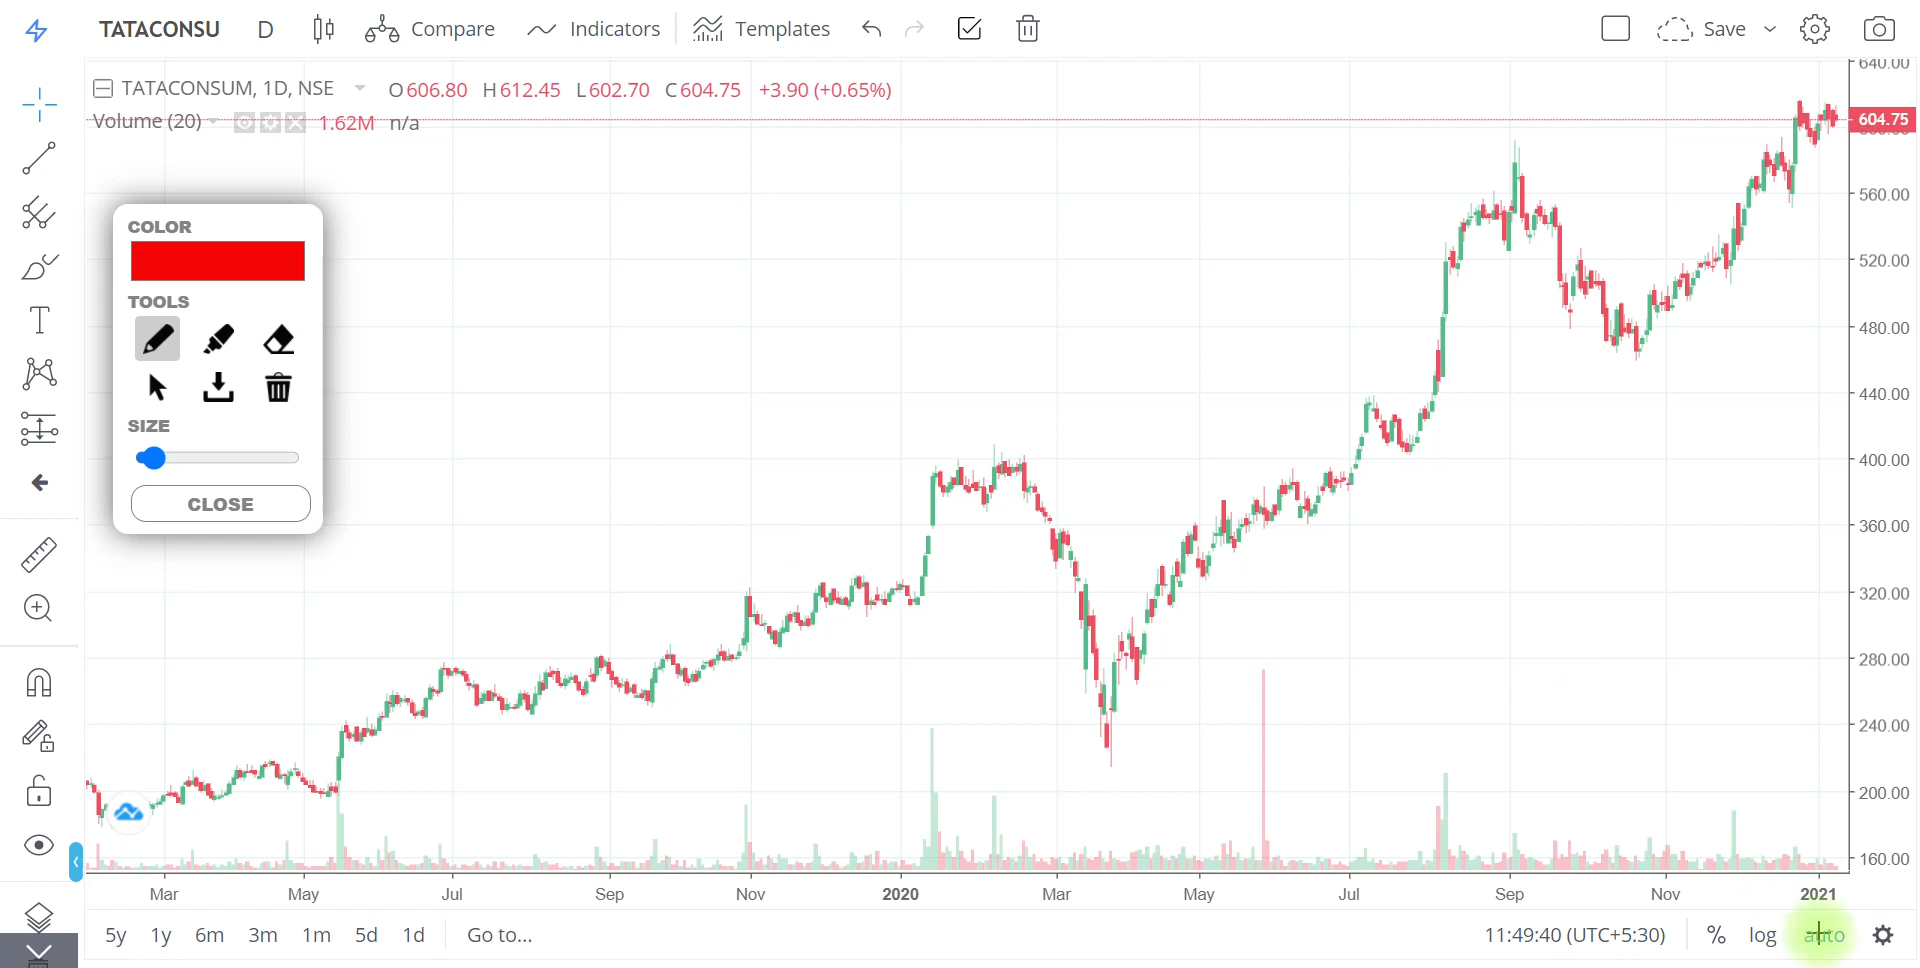 TATACONSU D Compare Indicators Templates Save
TATACONSUM, 1D, NSE O606.80 H612.45 L602.70 C604.75 +3.90 (+0.65%)
Volume (20) 1.62M n/a
COLOR
TOOLS
SIZE
CLOSE
640.00
604.75
560.00
520.00
480.00
440.00
400.00
360.00
320.00
280.00
240.00
200.00
160.00
Mar May Jul Sep Nov 2020 Mar May Jul Sep Nov 2021
5y 1y 6m 3m 1m 5d 1d Go to... 11:49:40 (UTC+5:30) % log auto